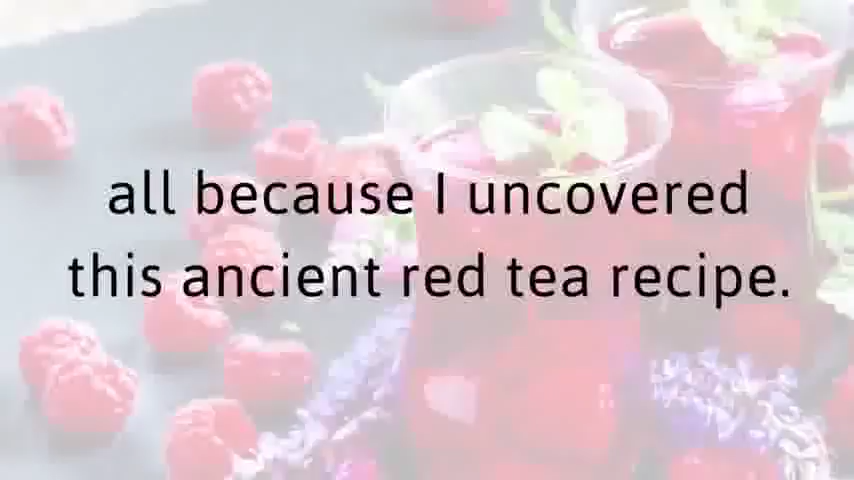 all because I uncovered
this ancient red tea recipe.